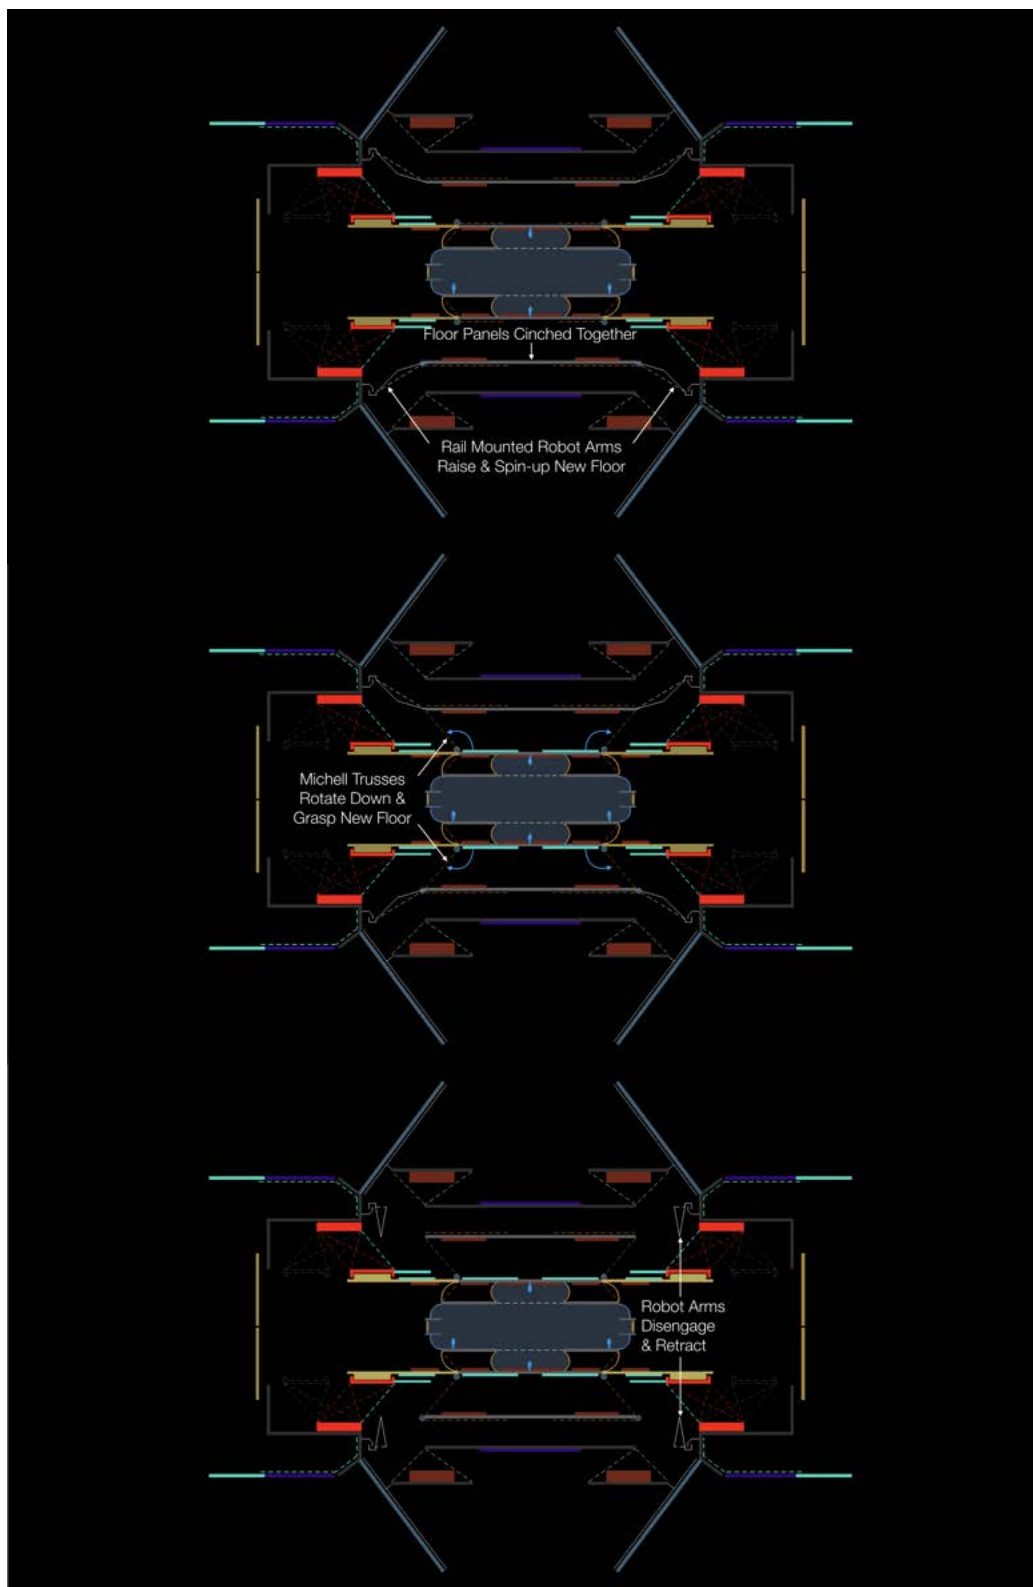 Floor Panels Cinched Together
Rail Mounted Robot Arms
Raise & Spin-up New Floor
Michell Trusses
Rotate Down &
Grasp New Floor
Robot Arms
Disengage
& Retract